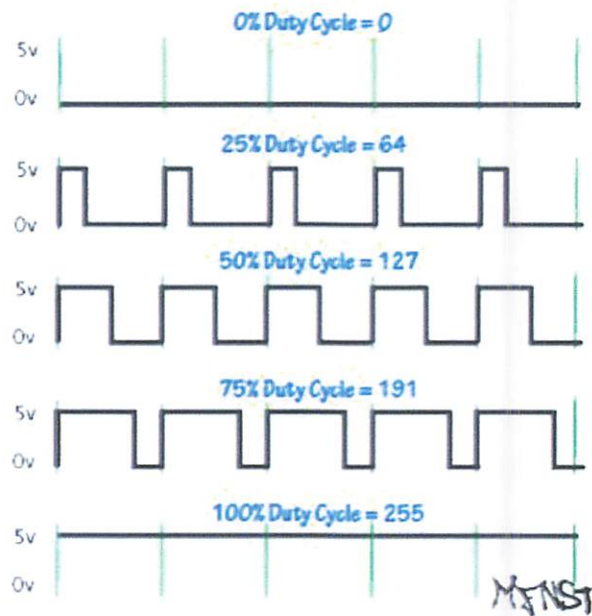 0% Duty Cycle = 0
5v
0v
25% Duty Cycle = 64
5v
0v
50% Duty Cycle = 127
5v
0v
75% Duty Cycle = 191
5v
0v
100% Duty Cycle = 255
5v
0v